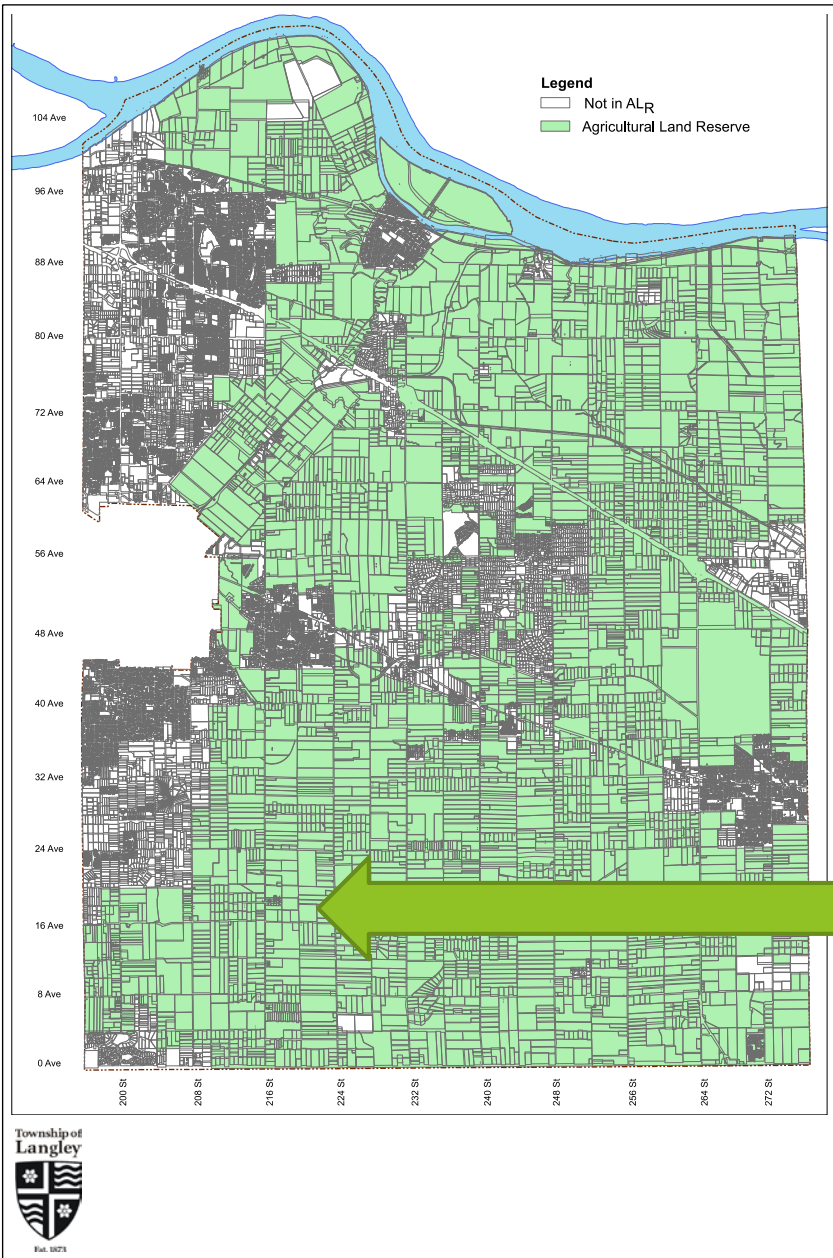 Legend
Not in ALR
Agricultural Land Reserve
104 Ave
96 Ave
88 Ave
80 Ave
72 Ave
64 Ave
56 Ave
48 Ave
40 Ave
32 Ave
24 Ave
16 Ave
8 Ave
0 Ave
200 St
208 St
216 St
224 St
232 St
240 St
248 St
256 St
264 St
272 St
Township of
Langley
Est. 1873